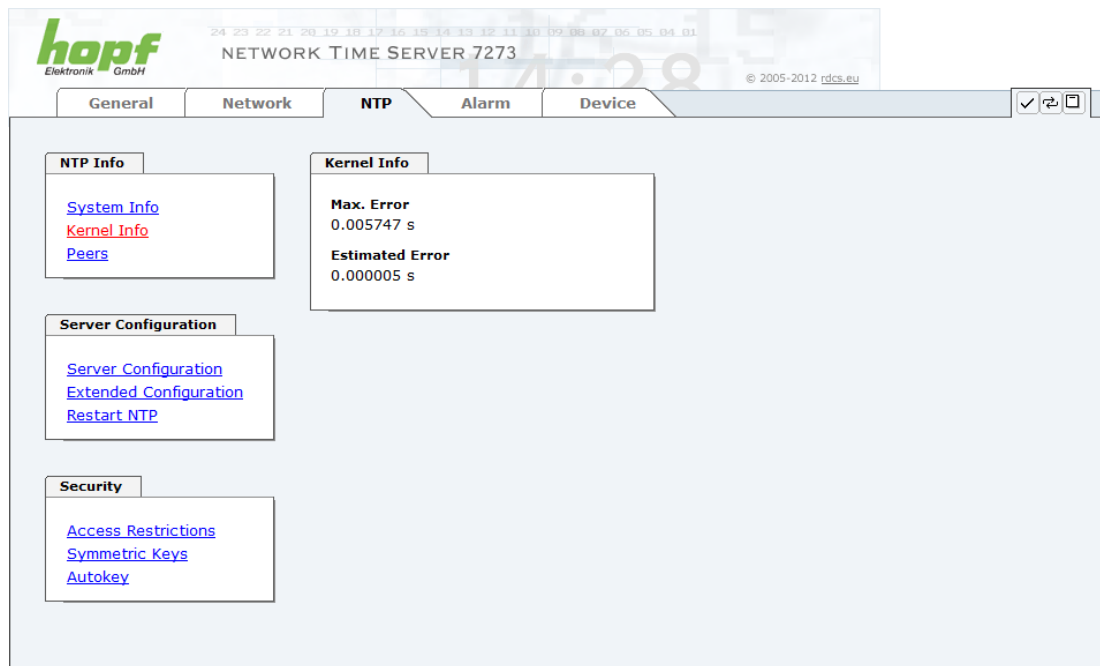 hopf
Elektronik GmbH
24 23 22 21 20 19 18 17 16 15 14 13 12 11 10 09 08 07 06 05 04 01
NETWORK TIME SERVER 7273
14:28
© 2005-2012 rdcs.eu
General Network NTP Alarm Device
NTP Info
System Info
Kernel Info
Peers
Kernel Info
Max. Error
0.005747 s
Estimated Error
0.000005 s
Server Configuration
Server Configuration
Extended Configuration
Restart NTP
Security
Access Restrictions
Symmetric Keys
Autokey